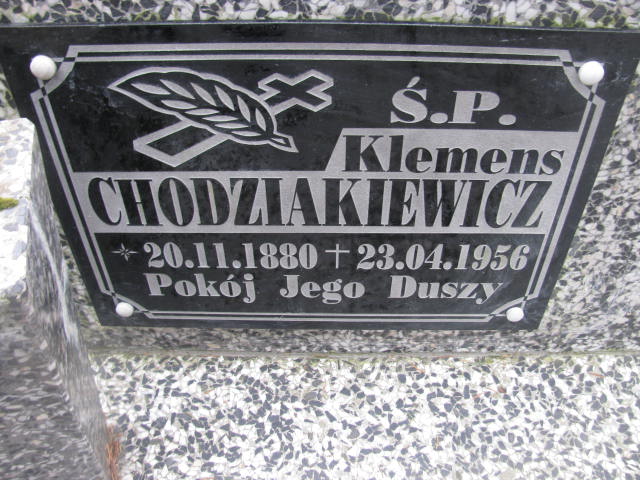 Ś.P.
Klemens
CHODZIAKIEWICZ
* 20.11.1880 + 23.04.1956
Pokój Jego Duszy